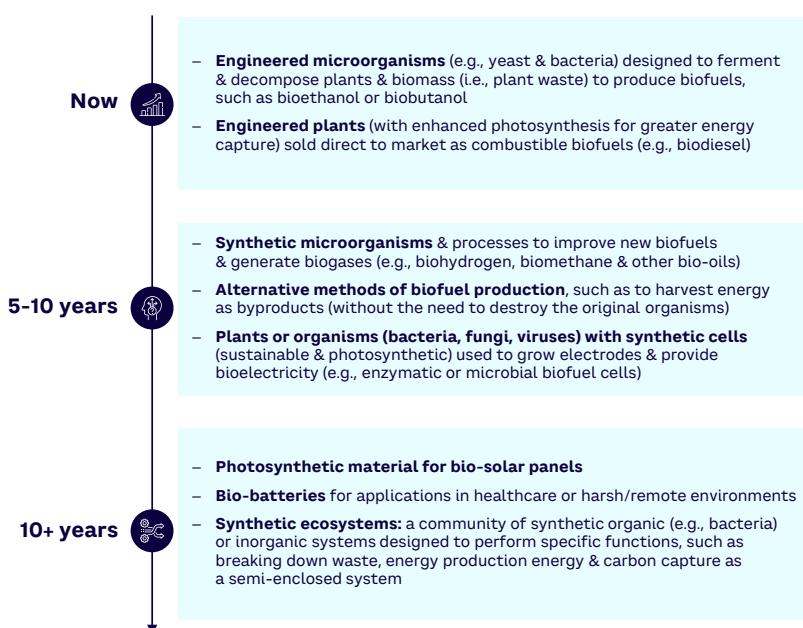 Now
– Engineered microorganisms (e.g., yeast & bacteria) designed to ferment
& decompose plants & biomass (i.e., plant waste) to produce biofuels,
such as bioethanol or biobutanol
– Engineered plants (with enhanced photosynthesis for greater energy
capture) sold direct to market as combustible biofuels (e.g., biodiesel)
5-10 years
– Synthetic microorganisms & processes to improve new biofuels
& generate biogases (e.g., biohydrogen, biomethane & other bio-oils)
– Alternative methods of biofuel production, such as to harvest energy
as byproducts (without the need to destroy the original organisms)
– Plants or organisms (bacteria, fungi, viruses) with synthetic cells
(sustainable & photosynthetic) used to grow electrodes & provide
bioelectricity (e.g., enzymatic or microbial biofuel cells)
10+ years
– Photosynthetic material for bio-solar panels
– Bio-batteries for applications in healthcare or harsh/remote environments
– Synthetic ecosystems: a community of synthetic organic (e.g., bacteria)
or inorganic systems designed to perform specific functions, such as
breaking down waste, energy production energy & carbon capture as
a semi-enclosed system